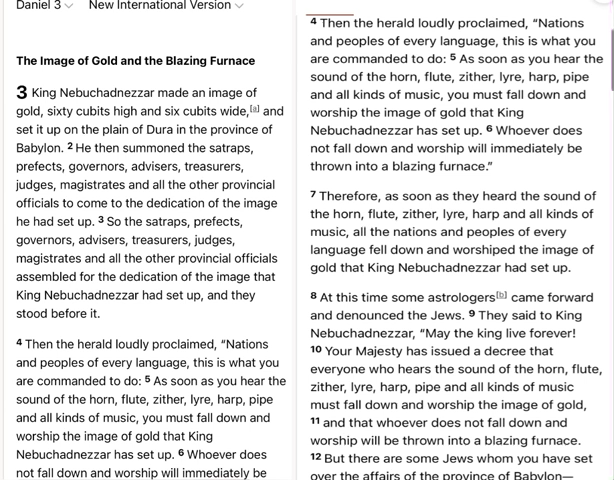 Daniel 3 New International Version
The Image of Gold and the Blazing Furnace
3 King Nebuchadnezzar made an image of
gold, sixty cubits high and six cubits wide,[a] and
set it up on the plain of Dura in the province of
Babylon. 2 He then summoned the satraps,
prefects, governors, advisers, treasurers,
judges, magistrates and all the other provincial
officials to come to the dedication of the image
he had set up. 3 So the satraps, prefects,
governors, advisers, treasurers, judges,
magistrates and all the other provincial officials
assembled for the dedication of the image that
King Nebuchadnezzar had set up, and they
stood before it.
4 Then the herald loudly proclaimed, “Nations
and peoples of every language, this is what you
are commanded to do: 5 As soon as you hear the
sound of the horn, flute, zither, lyre, harp, pipe
and all kinds of music, you must fall down and
worship the image of gold that King
Nebuchadnezzar has set up. 6 Whoever does
not fall down and worship will immediately be
4 Then the herald loudly proclaimed, “Nations
and peoples of every language, this is what you
are commanded to do: 5 As soon as you hear the
sound of the horn, flute, zither, lyre, harp, pipe
and all kinds of music, you must fall down and
worship the image of gold that King
Nebuchadnezzar has set up. 6 Whoever does
not fall down and worship will immediately be
thrown into a blazing furnace.”
7 Therefore, as soon as they heard the sound of
the horn, flute, zither, lyre, harp and all kinds of
music, all the nations and peoples of every
language fell down and worshiped the image of
gold that King Nebuchadnezzar had set up.
8 At this time some astrologers[b] came forward
and denounced the Jews. 9 They said to King
Nebuchadnezzar, “May the king live forever!
10 Your Majesty has issued a decree that
everyone who hears the sound of the horn, flute,
zither, lyre, harp, pipe and all kinds of music
must fall down and worship the image of gold,
11 and that whoever does not fall down and
worship will be thrown into a blazing furnace.
12 But there are some Jews whom you have set
over the affairs of the province of Babylon—